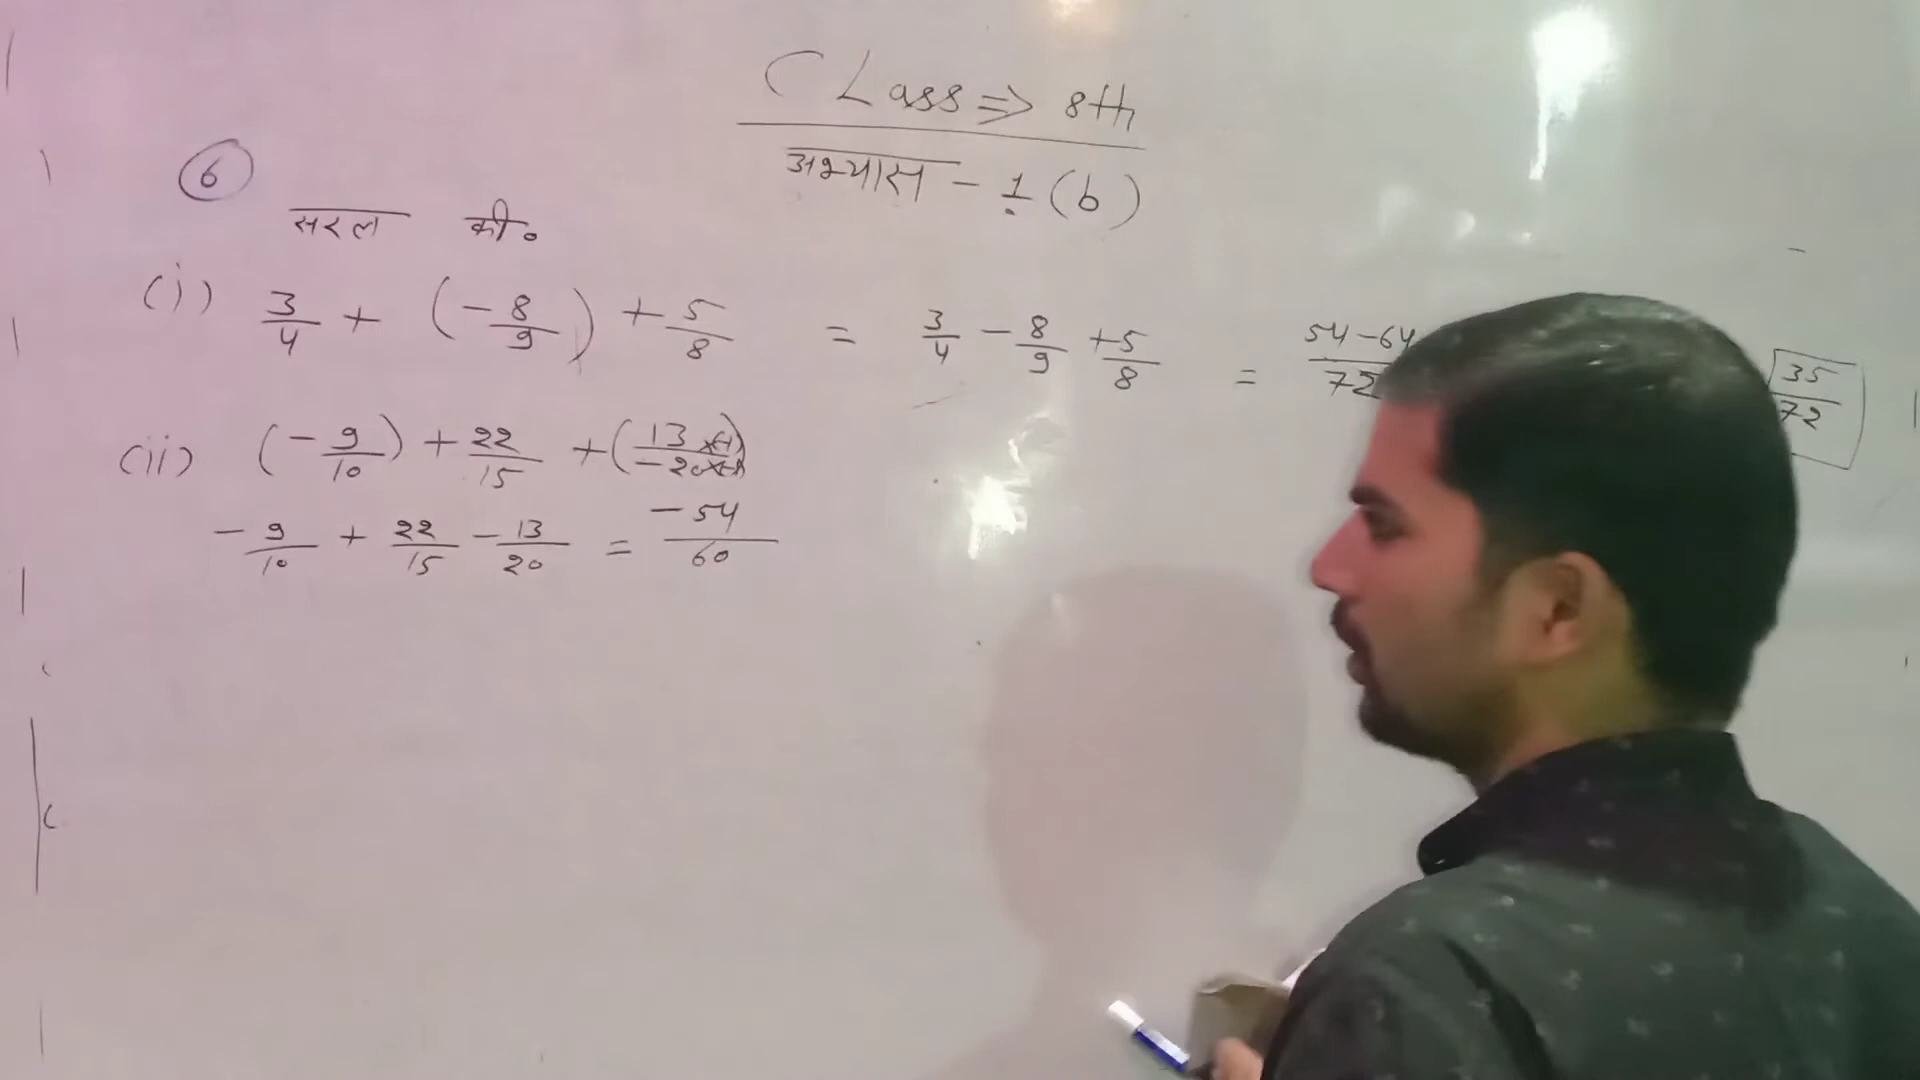 CLass ⇒ 8th
अभ्यास - 1(b)
6
सरल की॰
(i) 3/4 + (-8/9) + 5/8 = 3/4 - 8/9 + 5/8 = 54-64 72 35/72
(ii) (-9/10) + 22/15 + (13×(-1)/-20×(-1))
-9/10 + 22/15 - 13/20 = -54/60